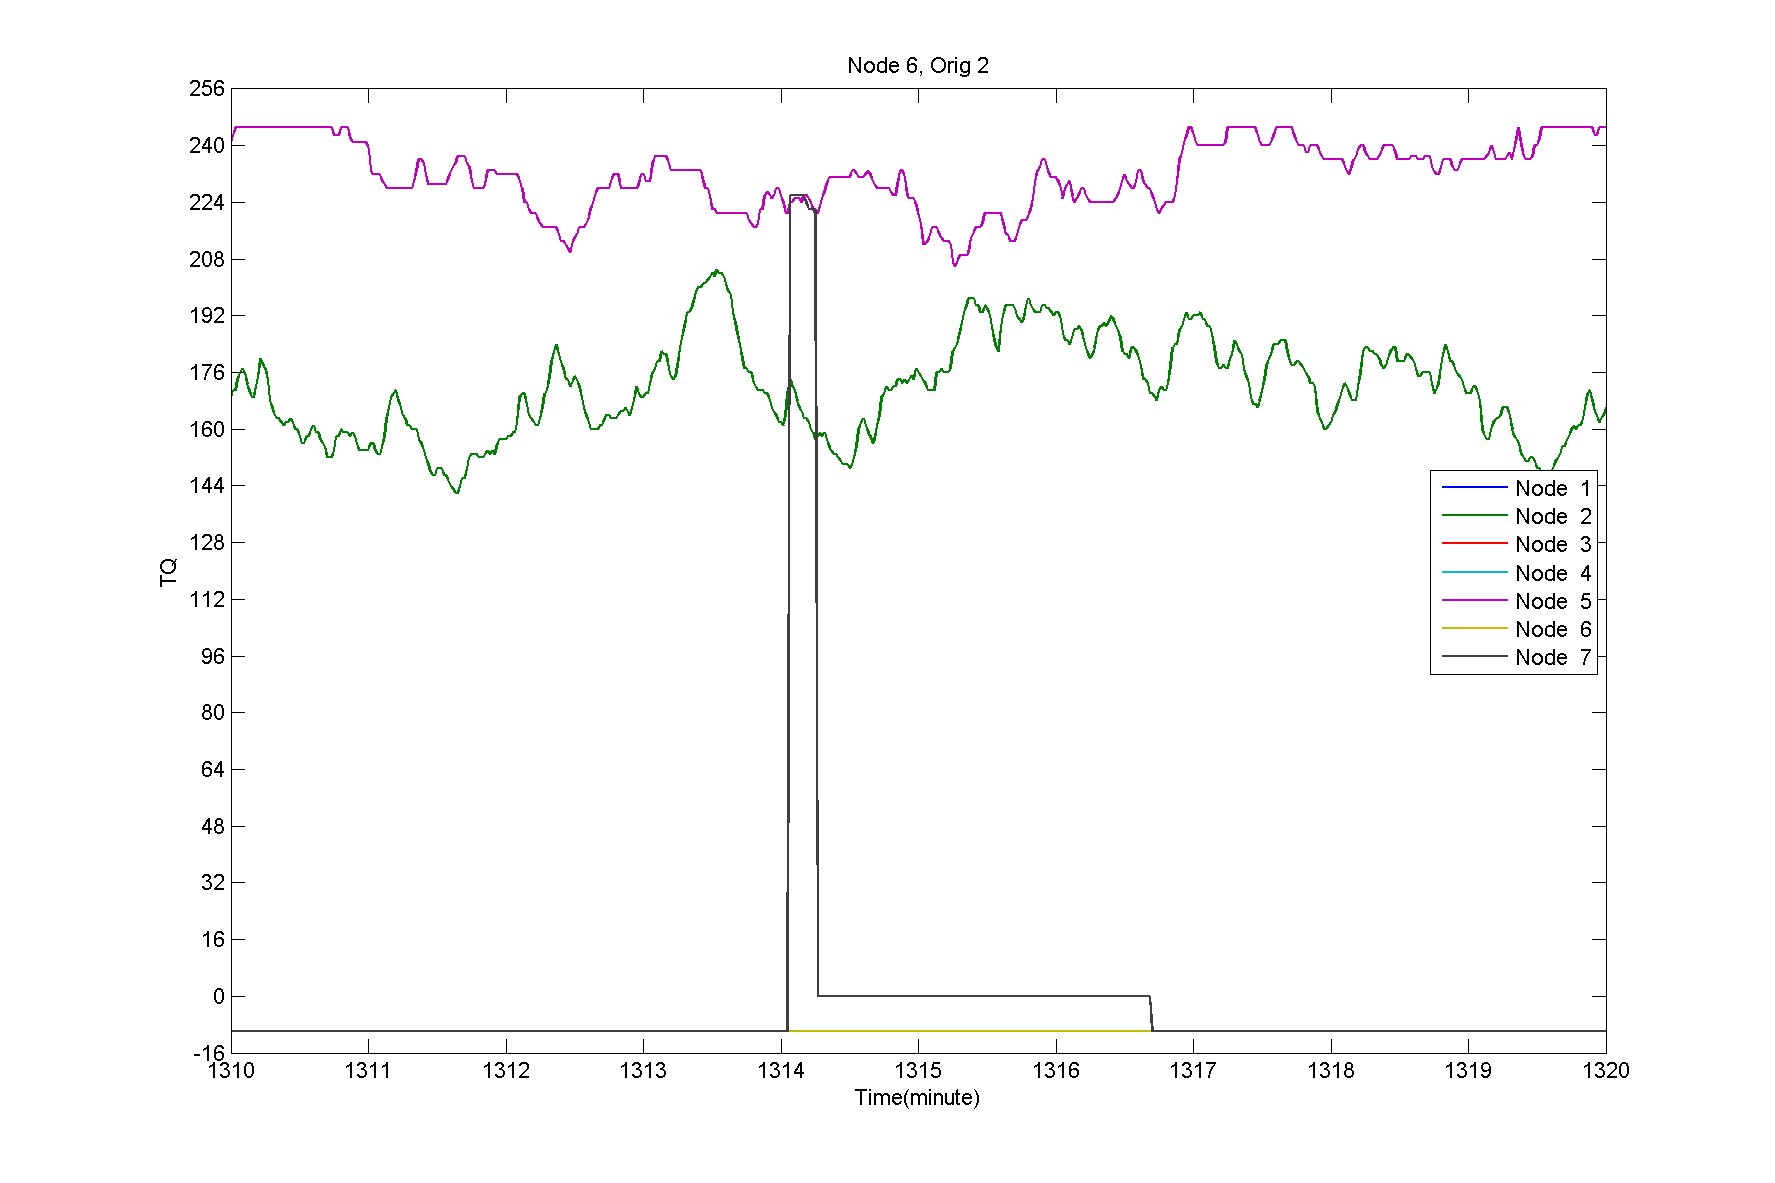 Node 6, Orig 2
256
240
224
208
192
176
160
144
128
112
96
80
64
48
32
16
0
-16
TQ
Node 1
Node 2
Node 3
Node 4
Node 5
Node 6
Node 7
1310 1311 1312 1313 1314 1315 1316 1317 1318 1319 1320
Time(minute)